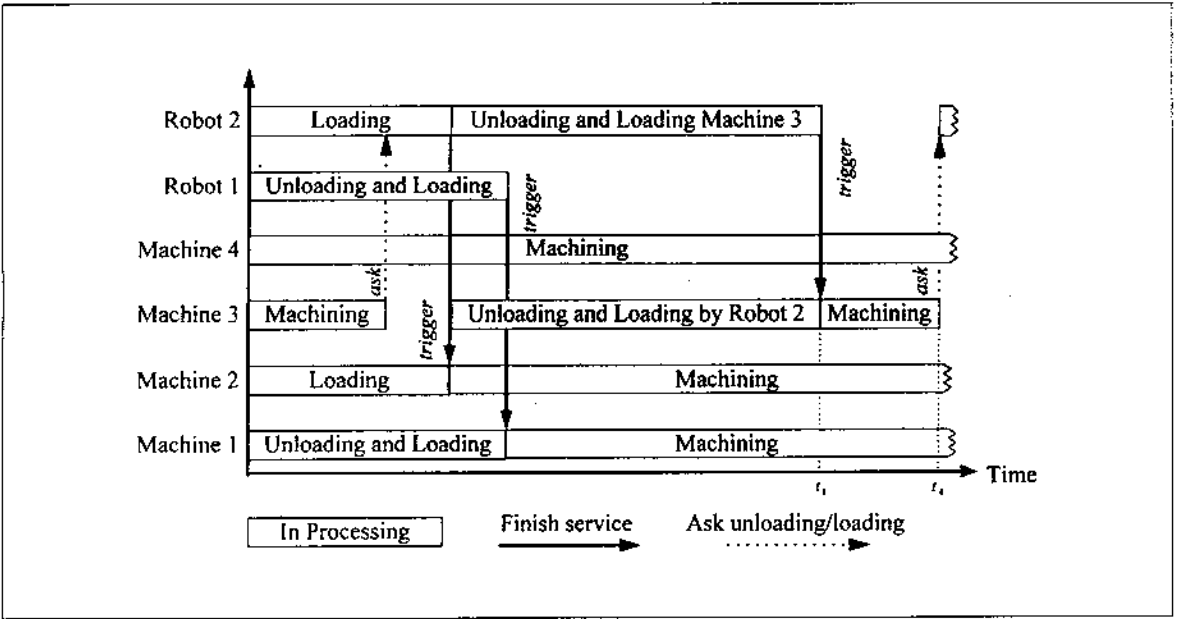 Robot 2 Loading Unloading and Loading Machine 3
trigger
Robot 1 Unloading and Loading
trigger
Machine 4 Machining
ask
ask
Machine 3 Machining Unloading and Loading by Robot 2 Machining
trigger
Machine 2 Loading Machining
Machine 1 Unloading and Loading Machining
Time
In Processing
Finish service
Ask unloading/loading